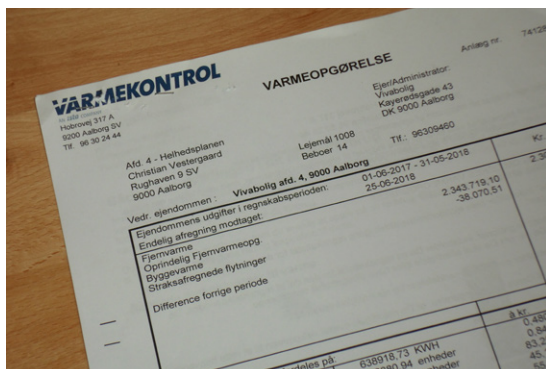 VARMEKONTROL
Hobrovej 317 A
9200 Aalborg SV
Tlf. 96 30 24 44
VARMEOPGØRELSE
Anlæg nr. 74128
Ejer/Administrator:
Vivabolig
Kayerødsgade 43
DK 9000 Aalborg
Tlf.: 96309460
Afd. 4 - Helhedsplanen
Christian Vestergaard
Rughaven 9 SV
9000 Aalborg
Lejemål 1008
Beboer 14
Vedr. ejendommen : Vivabolig afd. 4, 9000 Aalborg
Ejendommens udgifter i regnskabsperioden: 01-06-2017 - 31-05-2018 Kr.
Endelig afregning modtaget: 25-06-2018
Fjernvarme 2.343.719,10
Oprindelig Fjernvarmeopg. -38.070,51
Byggevarme
Straksafregnede flytninger
Difference forrige periode
på: 638918,73 KWH
enheder
à kr.